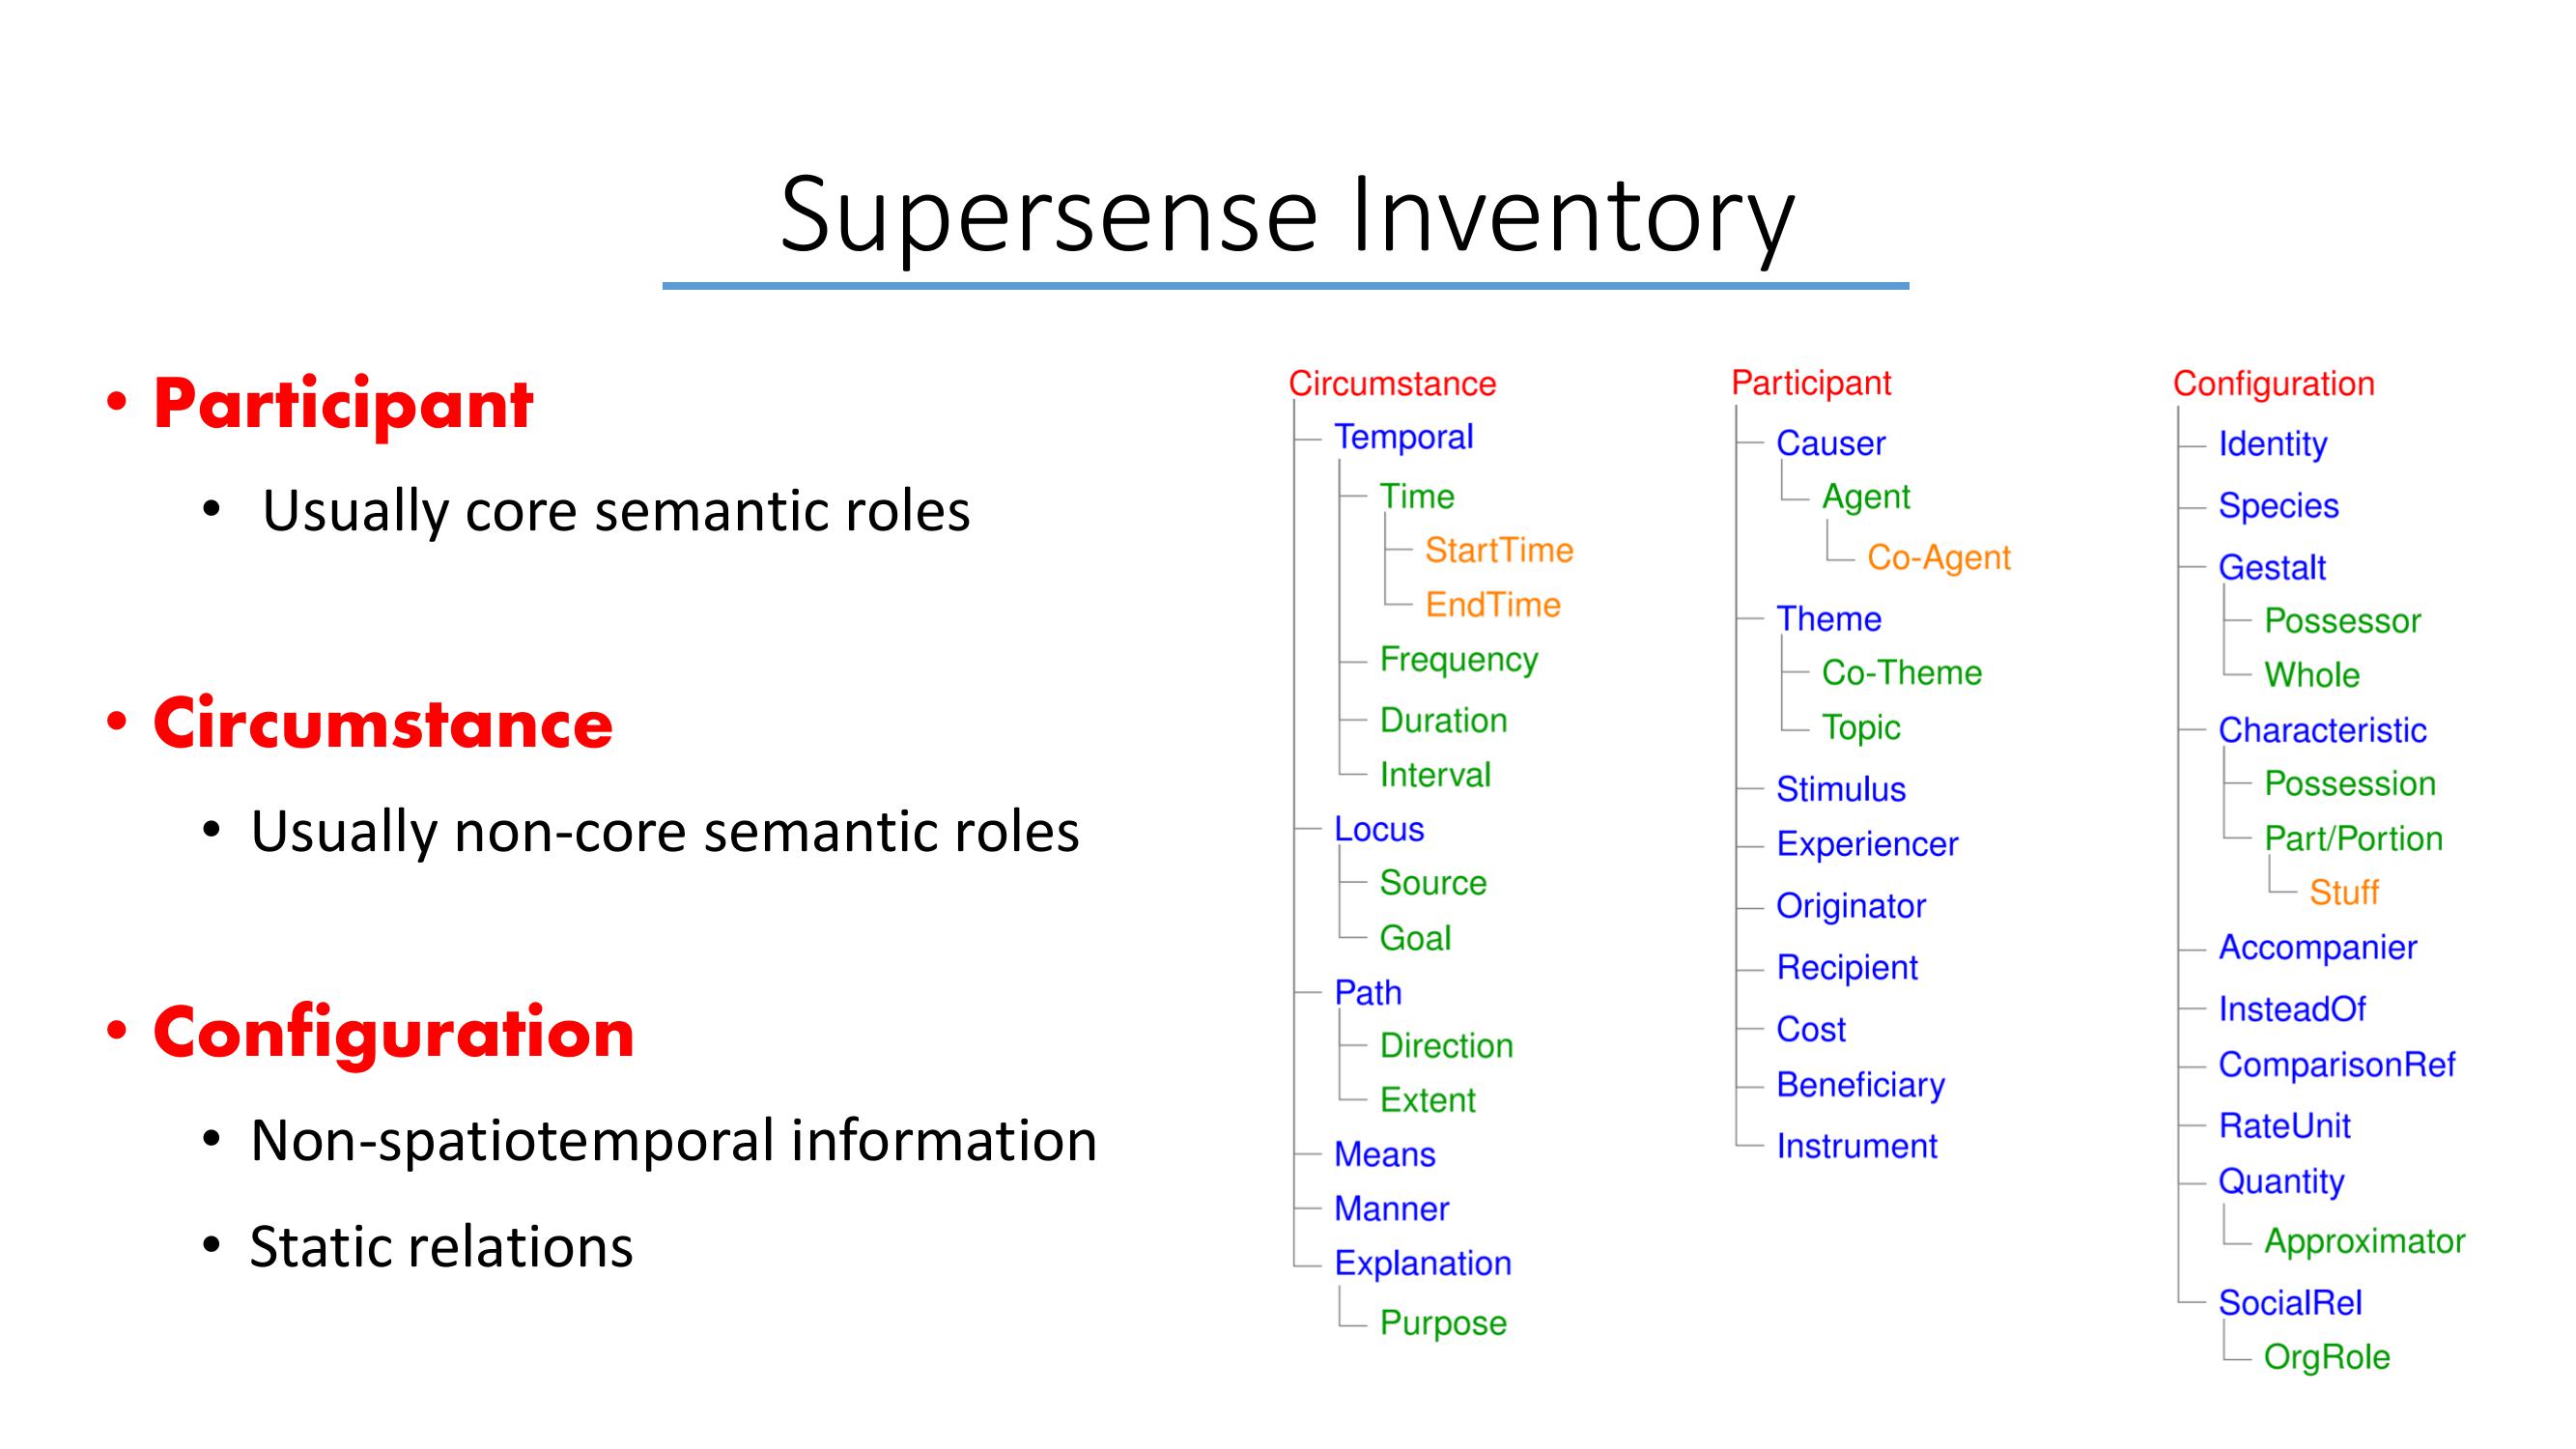 Supersense Inventory
• Participant
• Usually core semantic roles
• Circumstance
• Usually non-core semantic roles
• Configuration
• Non-spatiotemporal information
• Static relations
Circumstance
Temporal
Time
StartTime
EndTime
Frequency
Duration
Interval
Locus
Source
Goal
Path
Direction
Extent
Means
Manner
Explanation
Purpose
Participant
Causer
Agent
Co-Agent
Theme
Co-Theme
Topic
Stimulus
Experiencer
Originator
Recipient
Cost
Beneficiary
Instrument
Configuration
Identity
Species
Gestalt
Possessor
Whole
Characteristic
Possession
Part/Portion
Stuff
Accompanier
InsteadOf
ComparisonRef
RateUnit
Quantity
Approximator
SocialRel
OrgRole